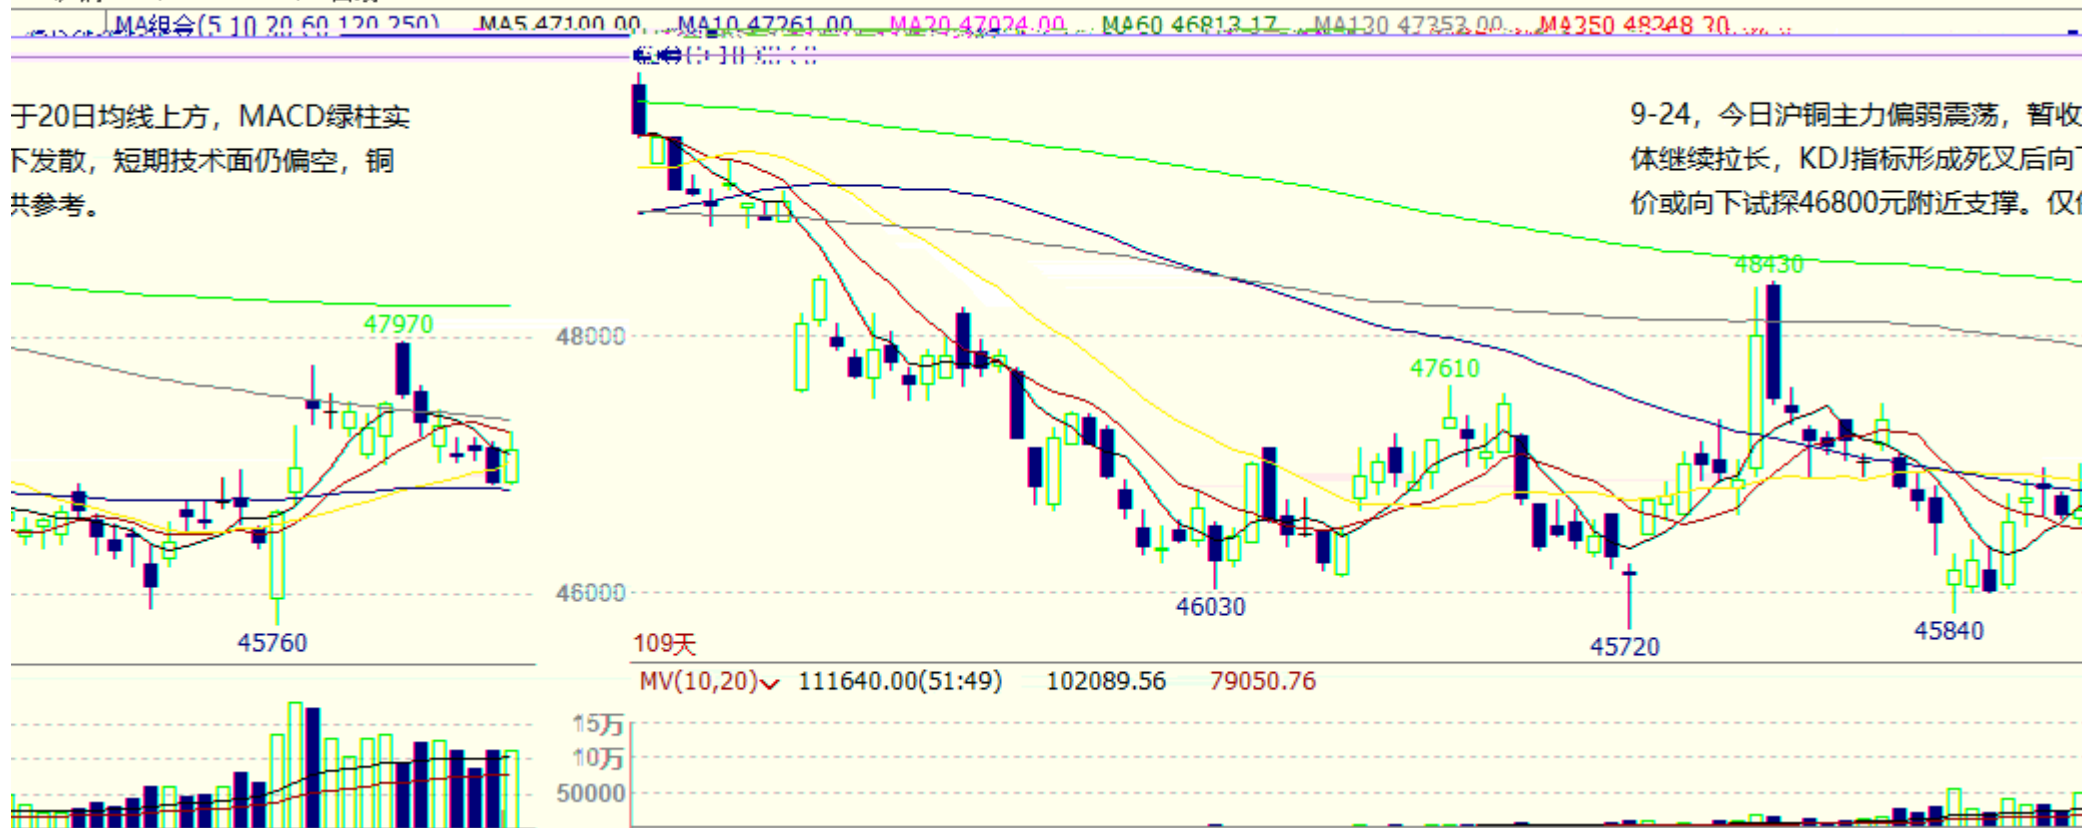 MA组合(5 10 20 60 120 250) MA5 47100.00 MA10 47261.00 MA20 47024.00 MA60 46813.17 MA120 47353.00 MA250 48248.20
于20日均线上方，MACD绿柱实
下发散，短期技术面仍偏空，铜
共参考。
9-24，今日沪铜主力偏弱震荡，暂收
体继续拉长，KDJ指标形成死叉后向下
价或向下试探46800元附近支撑。仅供
48430
47970
48000
47610
46000
46030
45760
45720
45840
109天
MV(10,20) 111640.00(51:49) 102089.56 79050.76
15万
10万
50000